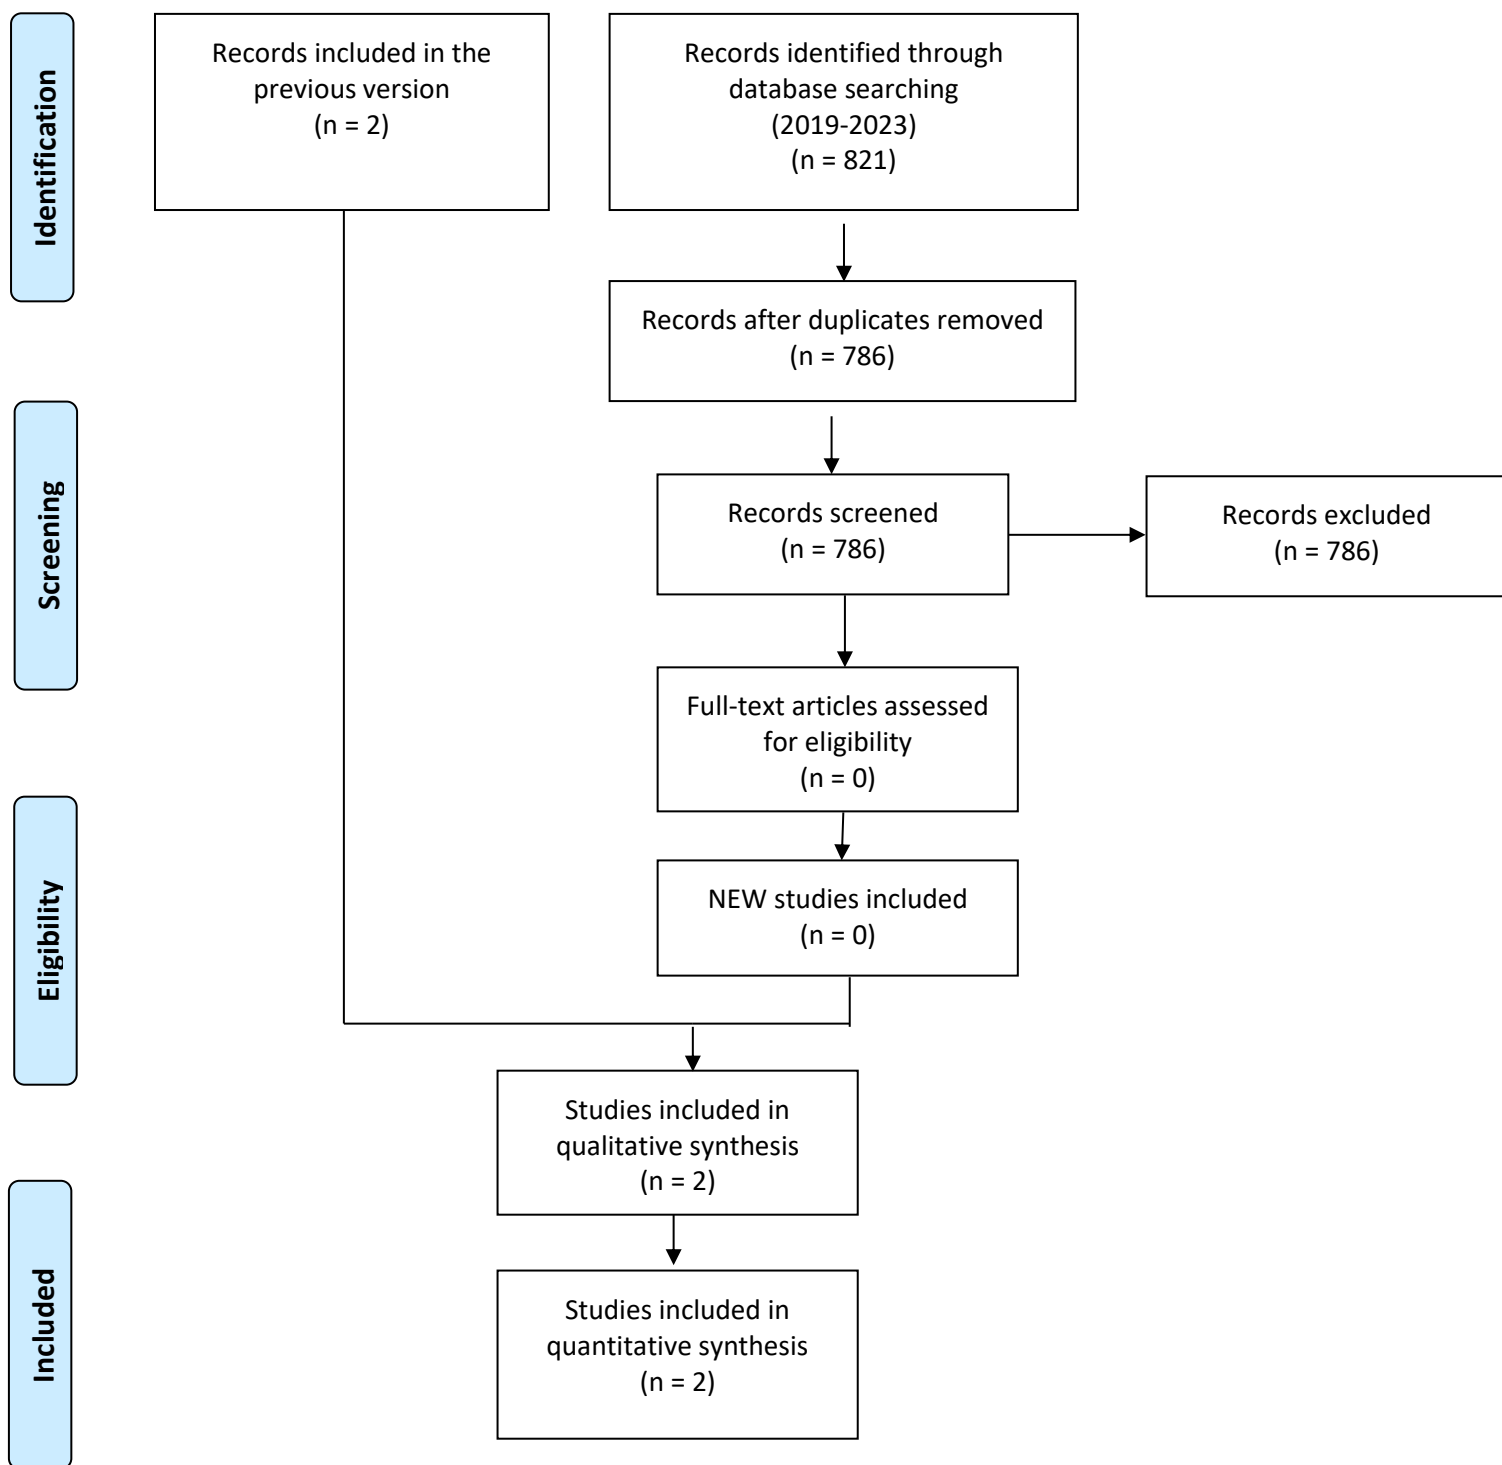 Identification
Records included in the
previous version
(n = 2)
Records identified through
database searching
(2019-2023)
(n = 821)
Records after duplicates removed
(n = 786)
Screening
Records screened
(n = 786)
Records excluded
(n = 786)
Full-text articles assessed
for eligibility
(n = 0)
Eligibility
NEW studies included
(n = 0)
Studies included in
qualitative synthesis
(n = 2)
Included
Studies included in
quantitative synthesis
(n = 2)